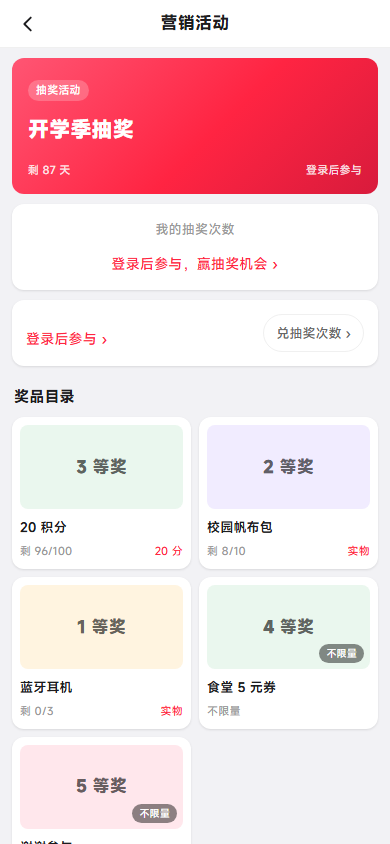 营销活动
抽奖活动
开学季抽奖
剩 87 天
登录后参与
我的抽奖次数
登录后参与，赢抽奖机会 ›
登录后参与 ›
兑抽奖次数 ›
奖品目录
3 等奖
20 积分
剩 96/100
20 分
2 等奖
校园帆布包
剩 8/10
实物
1 等奖
蓝牙耳机
剩 0/3
实物
4 等奖
不限量
食堂 5 元券
不限量
5 等奖
不限量